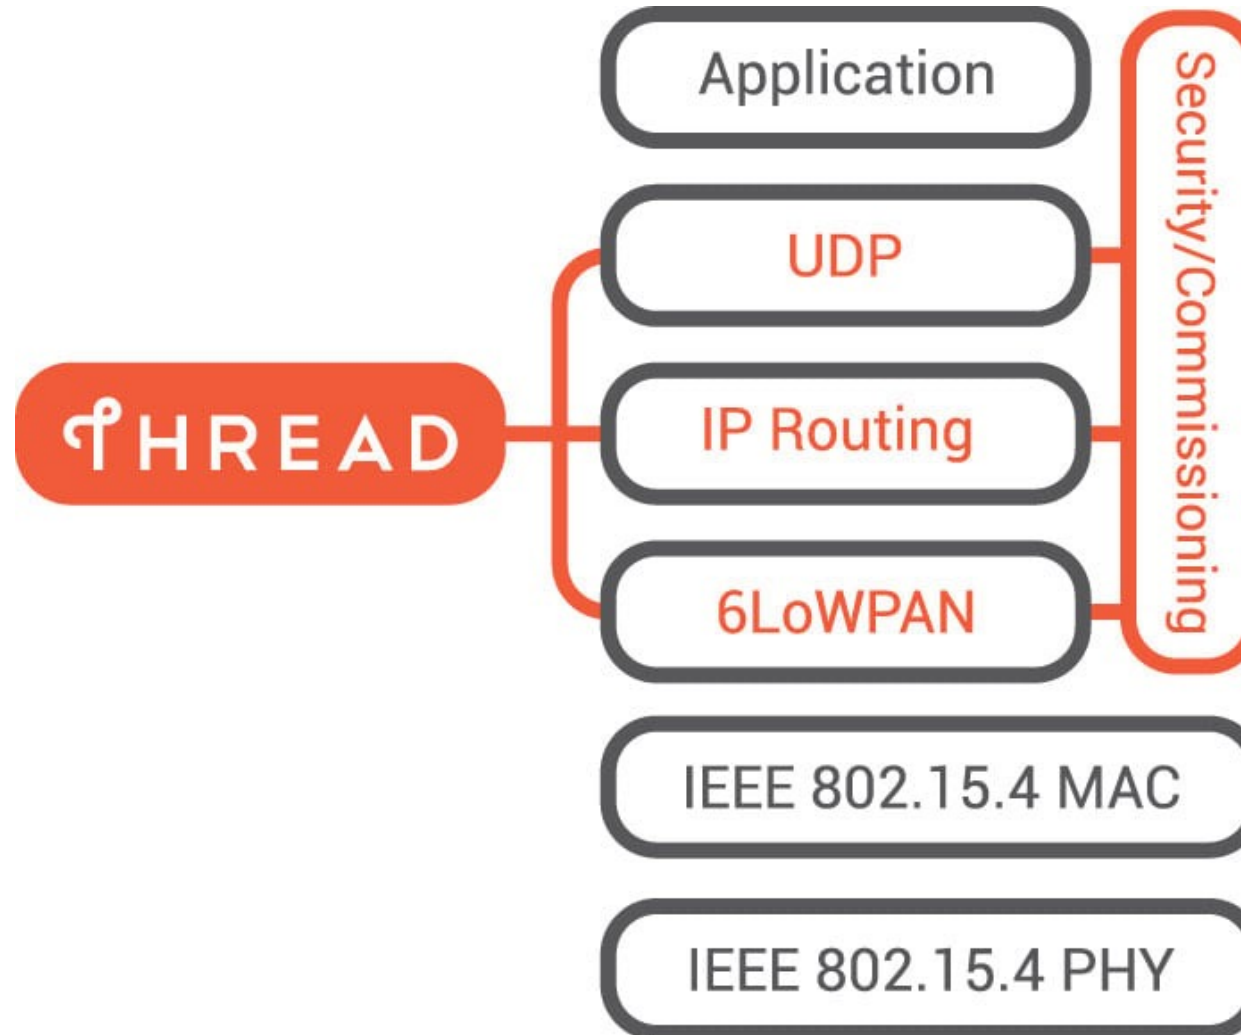 Application
UDP
THREAD
IP Routing
6LoWPAN
Security/Commissioning
IEEE 802.15.4 MAC
IEEE 802.15.4 PHY